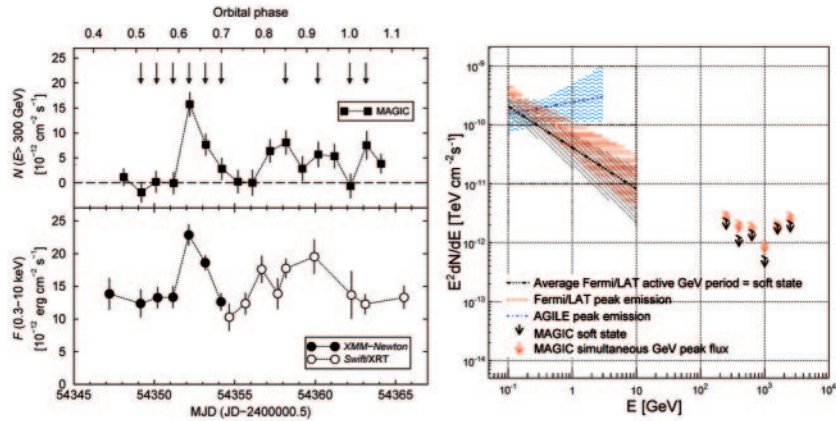 Orbital phase
0.4 0.5 0.6 0.7 0.8 0.9 1.0 1.1
N (E> 300 GeV)
[10⁻¹² cm⁻² s⁻¹]
25
20
15
10
5
0
MAGIC
F (0.3−10 keV)
[10⁻¹² erg cm⁻² s⁻¹]
25
20
15
10
5
0
XMM−Newton
Swift/XRT
54345 54350 54355 54360 54365
MJD (JD−2400000.5)
E²dN/dE [TeV cm⁻²s⁻¹]
10⁻⁹
10⁻¹⁰
10⁻¹¹
10⁻¹²
10⁻¹³
10⁻¹⁴
Average Fermi/LAT active GeV period = soft state
Fermi/LAT peak emission
AGILE peak emission
MAGIC soft state
MAGIC simultaneous GeV peak flux
10⁻¹ 1 10 10² 10³ 10⁴
E [GeV]